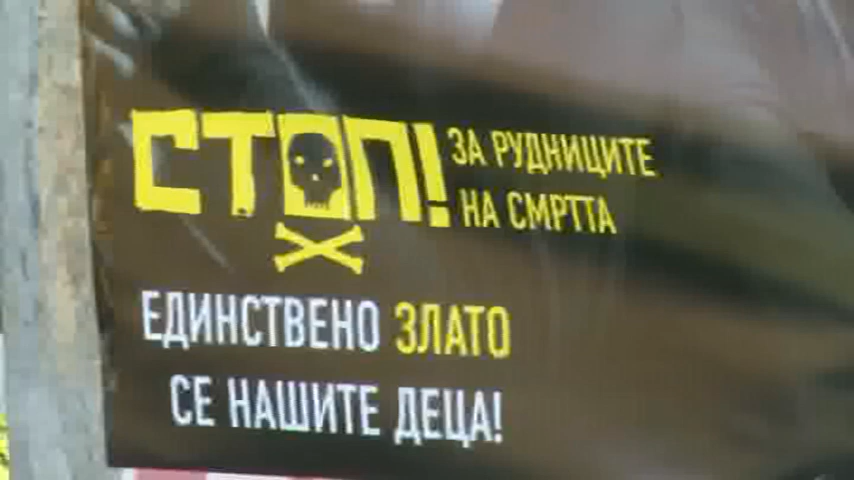 СТОП! ЗА РУДНИЦИТЕ
НА СМРТТА
ЕДИНСТВЕНО ЗЛАТО
СЕ НАШИТЕ ДЕЦА!